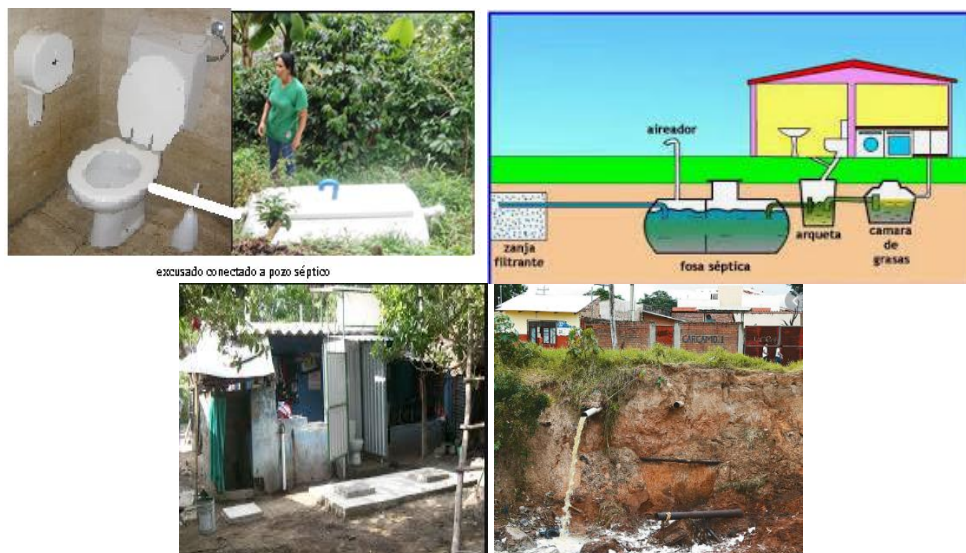 excusado conectado a pozo séptico
aireador
zanja
filtrante
fosa séptica
arqueta
camara
de
grasas